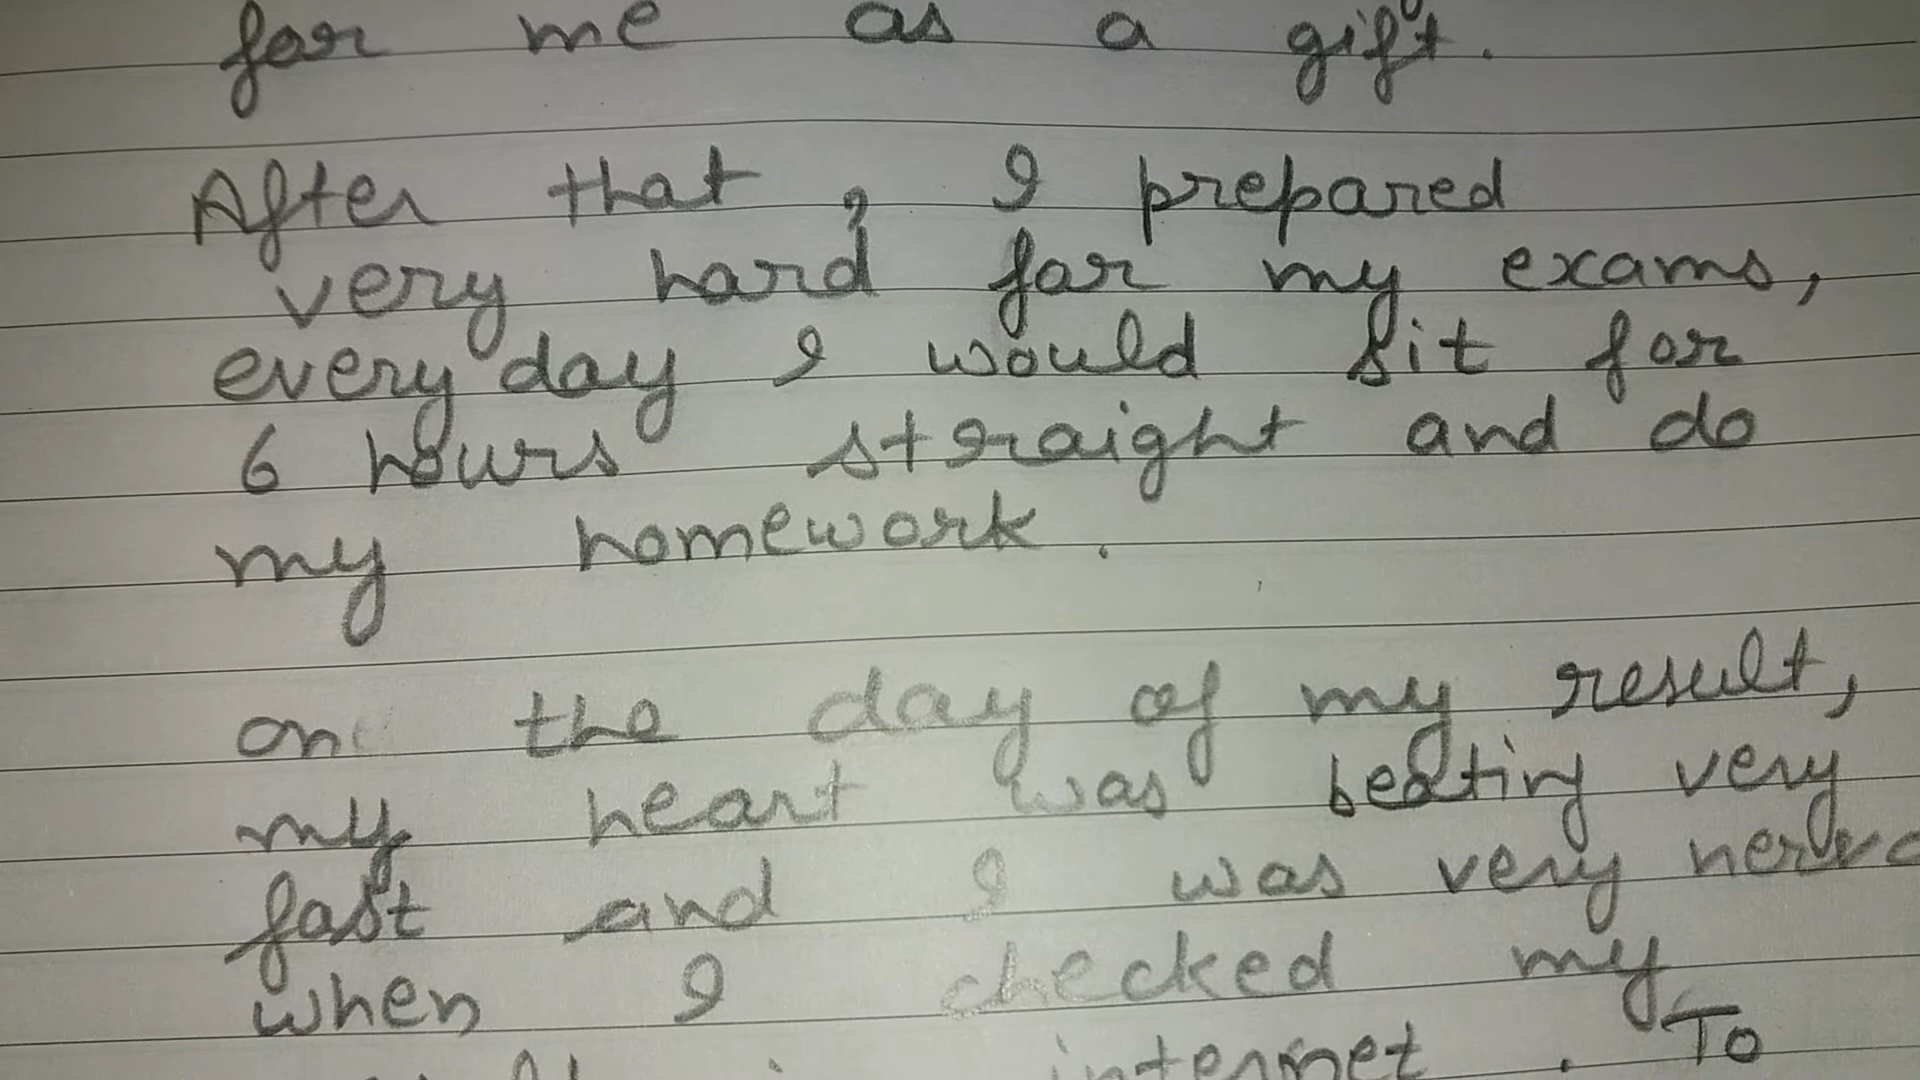 for me as a gift.
After that, I prepared
very hard for my exams,
everyday I would sit for
6 hours straight and do
my homework.
on the day of my result,
my heart was beating very
fast and I was very
when I checked my
internet. To